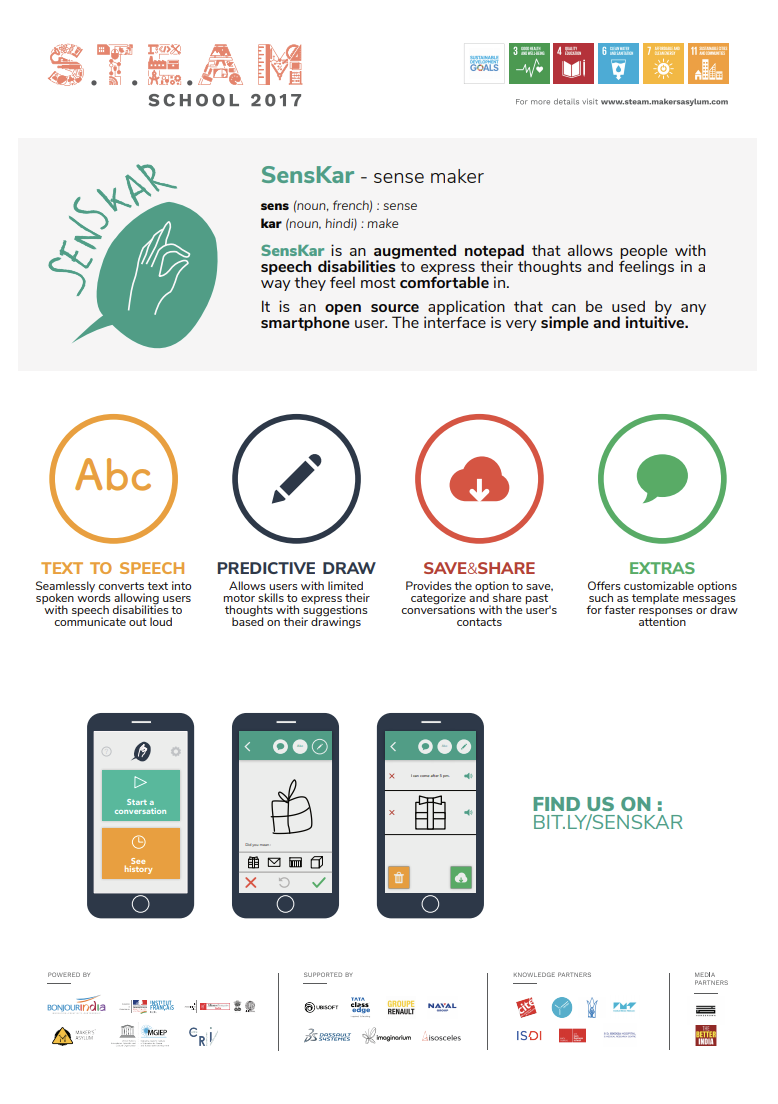 S.T.E.A.M
SCHOOL 2017
SUSTAINABLE
DEVELOPMENT
GOALS
3 GOOD HEALTH
AND WELL-BEING
4 QUALITY
EDUCATION
6 CLEAN WATER
AND SANITATION
7 AFFORDABLE AND
CLEAN ENERGY
11 SUSTAINABLE CITIES
AND COMMUNITIES
For more details visit www.steam.makersasylum.com
SENSKAR
SensKar - sense maker
sens (noun, french) : sense
kar (noun, hindi) : make
SensKar is an augmented notepad that allows people with
speech disabilities to express their thoughts and feelings in a
way they feel most comfortable in.
It is an open source application that can be used by any
smartphone user. The interface is very simple and intuitive.
Abc
TEXT TO SPEECH
Seamlessly converts text into
spoken words allowing users
with speech disabilities to
communicate out loud
PREDICTIVE DRAW
Allows users with limited
motor skills to express their
thoughts with suggestions
based on their drawings
SAVE&SHARE
Provides the option to save,
categorize and share past
conversations with the user's
contacts
EXTRAS
Offers customizable options
such as template messages
for faster responses or draw
attention
Start a
conversation
See
history
Did you mean :
I can come after 5 pm.
FIND US ON :
BIT.LY/SENSKAR
POWERED BY
BONJOUR india
INSTITUT
FRANÇAIS
MAKER'S
ASYLUM
MGIEP
CRI
SUPPORTED BY
UBISOFT
TATA
class
edge
GROUPE
RENAULT
NAVAL
GROUP
DASSAULT
SYSTEMES
imaginarium
isosceles
KNOWLEDGE PARTNERS
ISDI
MEDIA
PARTNERS
THE
BETTER
INDIA